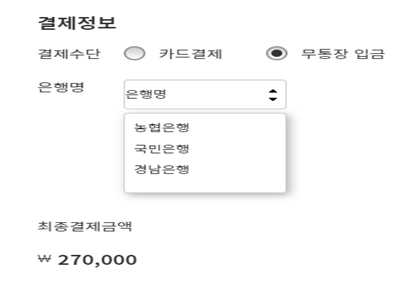 결제정보
결제수단 카드결제 무통장 입금
은행명 은행명
농협은행
국민은행
경남은행
최종결제금액
₩ 270,000